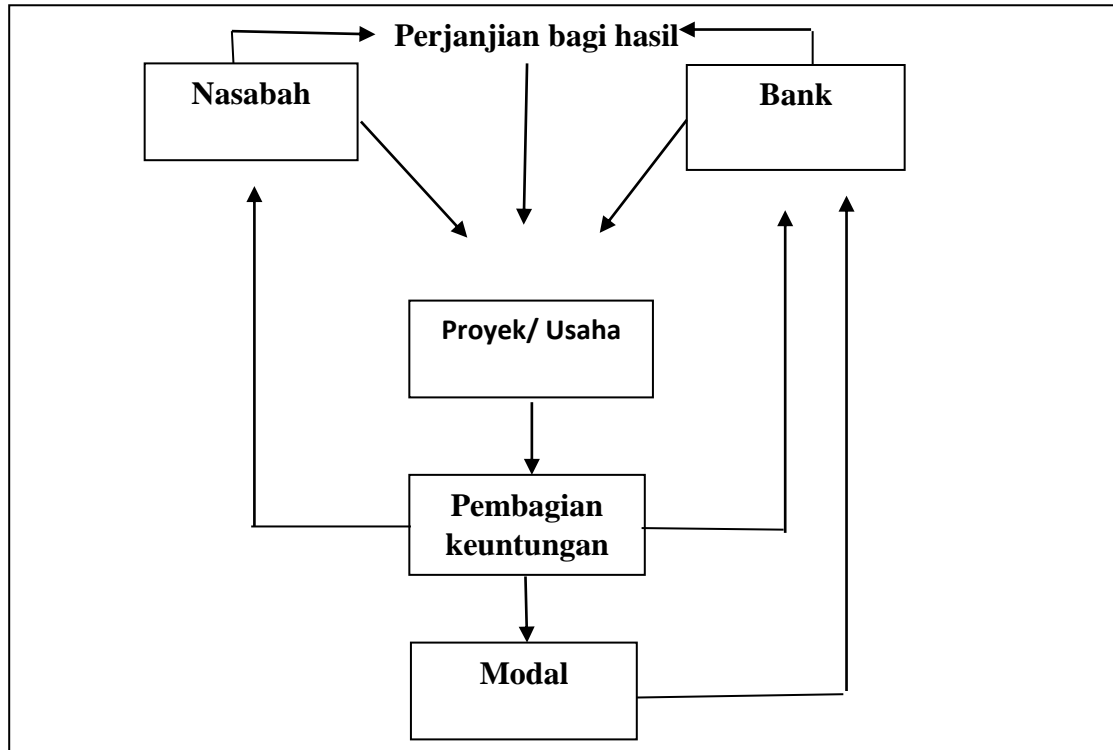 Perjanjian bagi hasil
Nasabah
Bank
Proyek/ Usaha
Pembagian
keuntungan
Modal